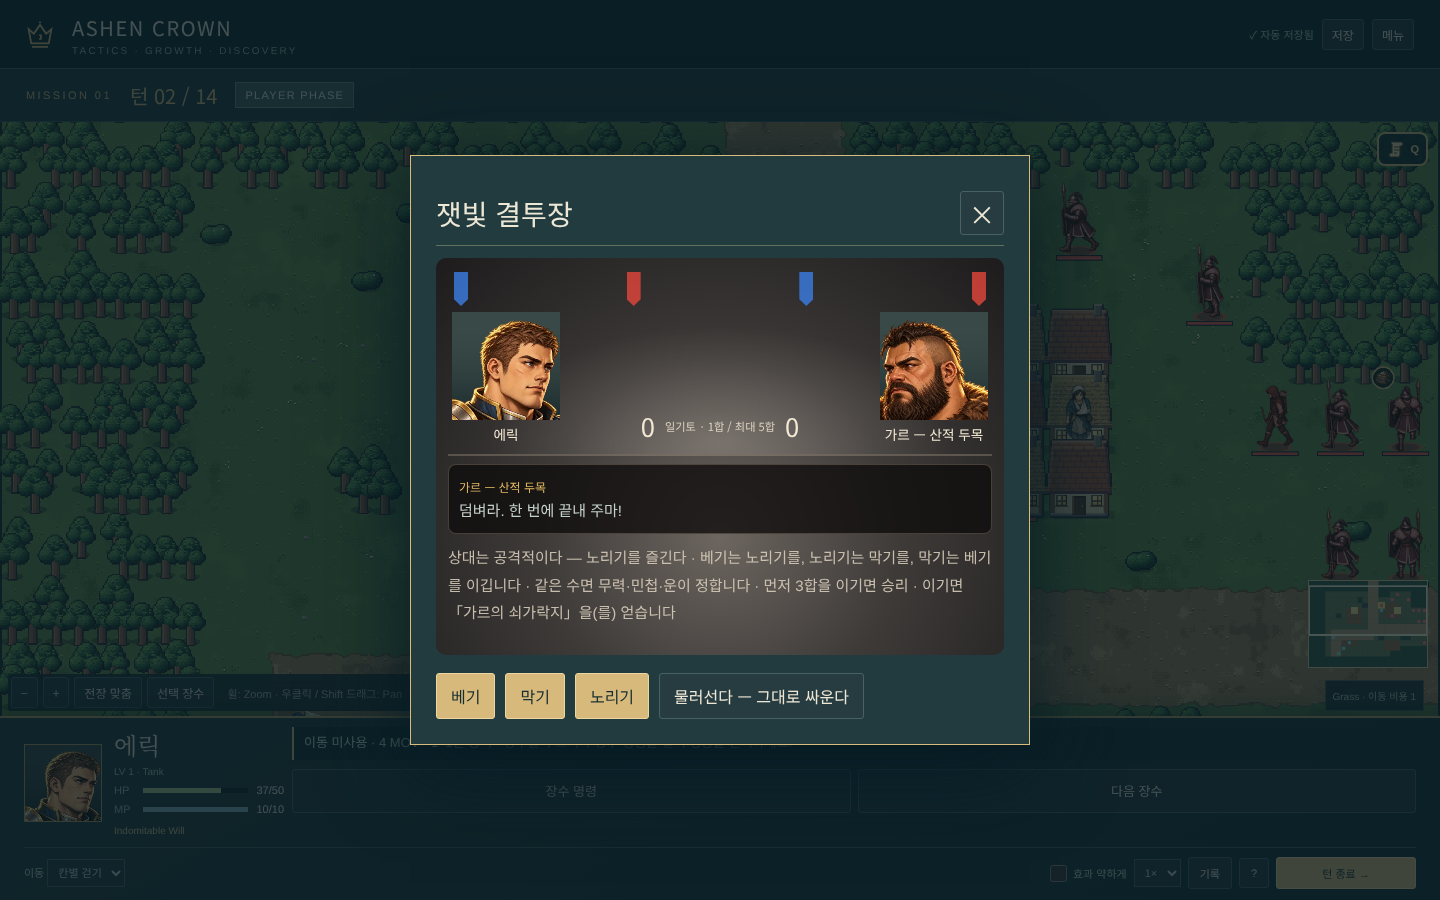 ASHEN CROWN
TACTICS · GROWTH · DISCOVERY
✓ 자동 저장됨
저장
메뉴
MISSION 01
턴 02 / 14
PLAYER PHASE
Q
잿빛 결투장
에릭
0 일기토 · 1합 / 최대 5합 0
가르 — 산적 두목
가르 — 산적 두목
덤벼라. 한 번에 끝내 주마!
상대는 공격적이다 — 노리기를 즐긴다 · 베기는 노리기를, 노리기는 막기를, 막기는 베기
를 이깁니다 · 같은 수면 무력·민첩·운이 정합니다 · 먼저 3합을 이기면 승리 · 이기면
「가르의 쇠가락지」을(를) 얻습니다
베기
막기
노리기
물러선다 — 그대로 싸운다
−
+
전장 맞춤
선택 장수
휠: Zoom · 우클릭 / Shift 드래그: Pan
Grass · 이동 비용 1
에릭
LV 1 · Tank
HP 37/50
MP 10/10
Indomitable Will
이동 미사용 · 4 MO
장수 명령
다음 장수
이동
칸별 걷기
효과 약하게
1×
기록
?
턴 종료 →